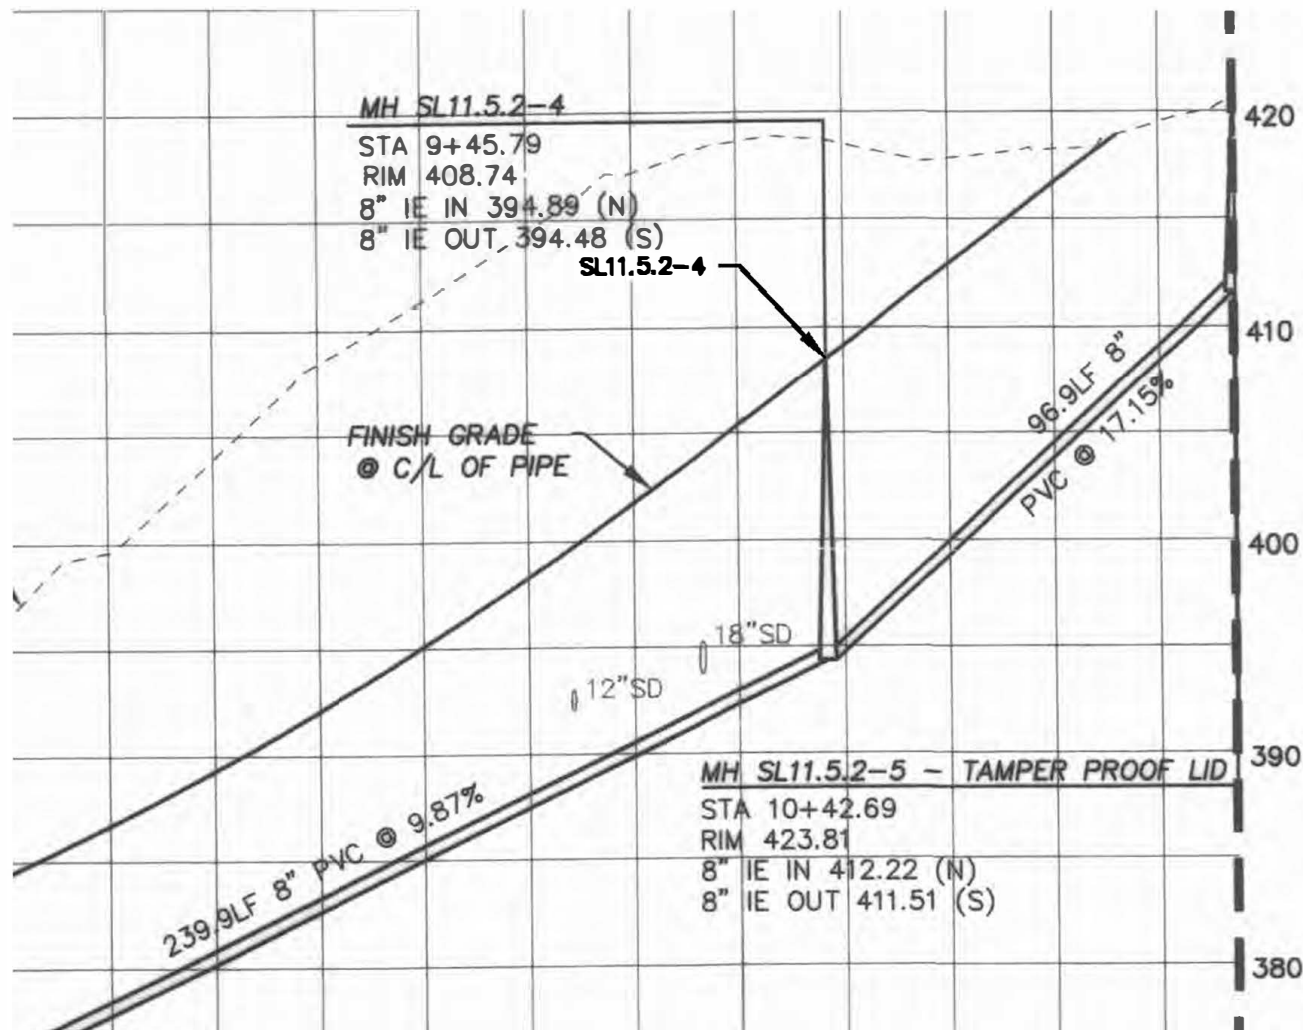 MH SL11.5.2-4
STA 9+45.79
RIM 408.74
8" IE IN 394.89 (N)
8" IE OUT 394.48 (S)
SL11.5.2-4
420
410
400
390
380
FINISH GRADE
@ C/L OF PIPE
96.9LF 8"
PVC @ 17.15%
18"SD
12"SD
239.9LF 8" PVC @ 9.87%
MH SL11.5.2-5 - TAMPER PROOF LID
STA 10+42.69
RIM 423.81
8" IE IN 412.22 (N)
8" IE OUT 411.51 (S)